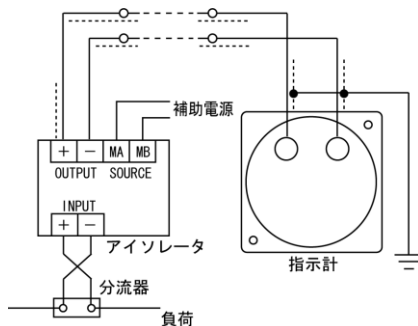 補助電源
+ − MA MB
OUTPUT SOURCE
INPUT
+ −
アイソレータ
分流器
負荷
指示計